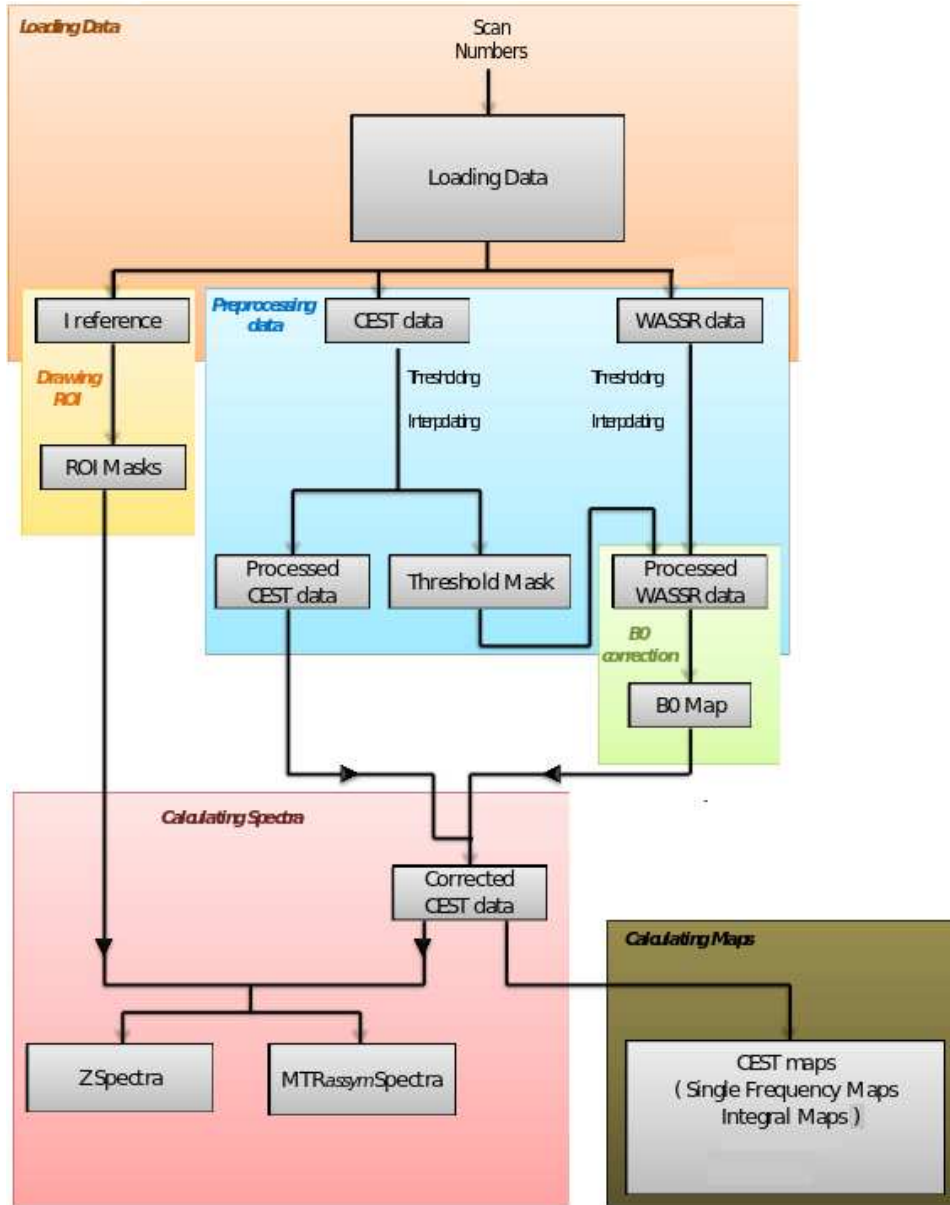 Loading Data
Scan
Numbers
Loading Data
I reference
Preprocessing
data
CEST data
WASSR data
Drawing
ROI
Thresholding
Interpolating
Thresholding
Interpolating
ROI Masks
Processed
CEST data
Threshold Mask
Processed
WASSR data
B0
correction
B0 Map
Calculating Spectra
Corrected
CEST data
Calculating Maps
Z Spectra
MTRassym Spectra
CEST maps
( Single Frequency Maps
Integral Maps )